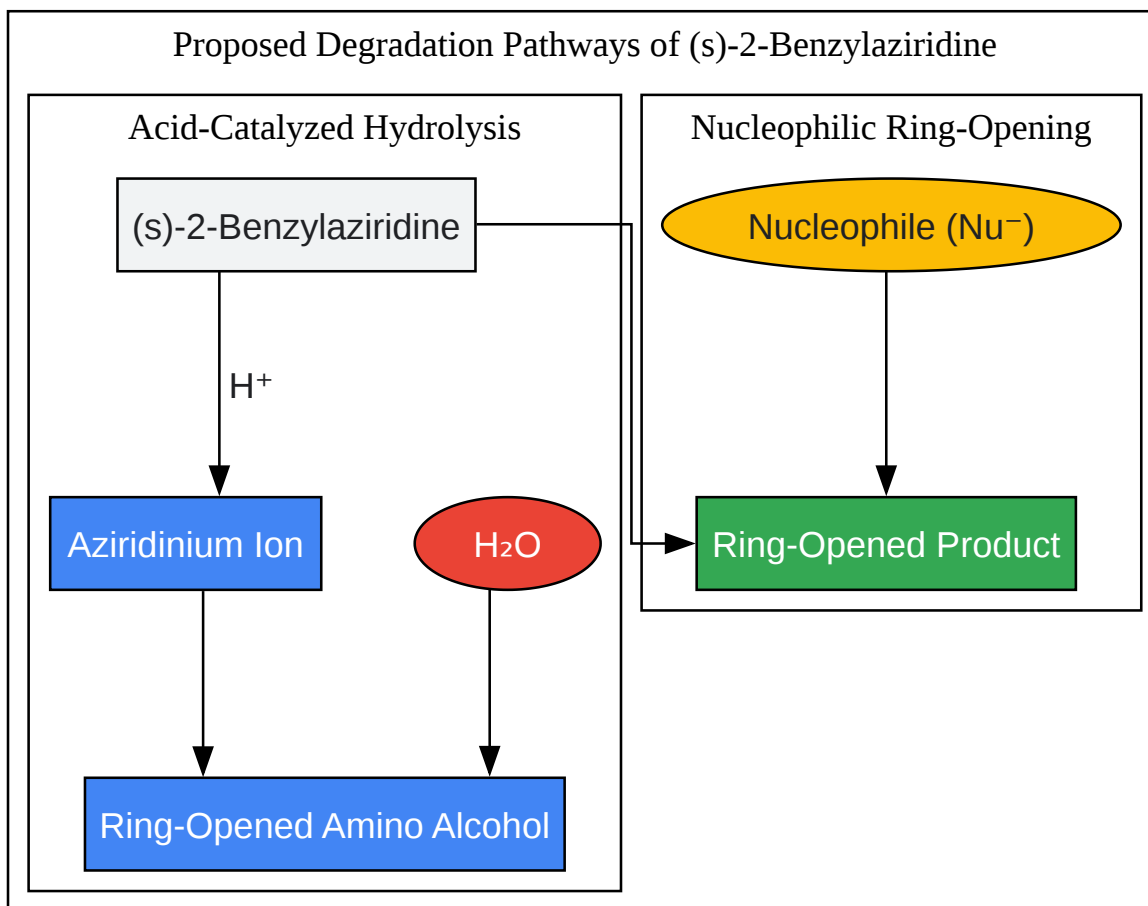 Proposed Degradation Pathways of (s)-2-Benzylaziridine
Acid-Catalyzed Hydrolysis
Nucleophilic Ring-Opening
(s)-2-Benzylaziridine
Nucleophile (Nu⁻)
H⁺
Aziridinium Ion
H₂O
Ring-Opened Product
Ring-Opened Amino Alcohol